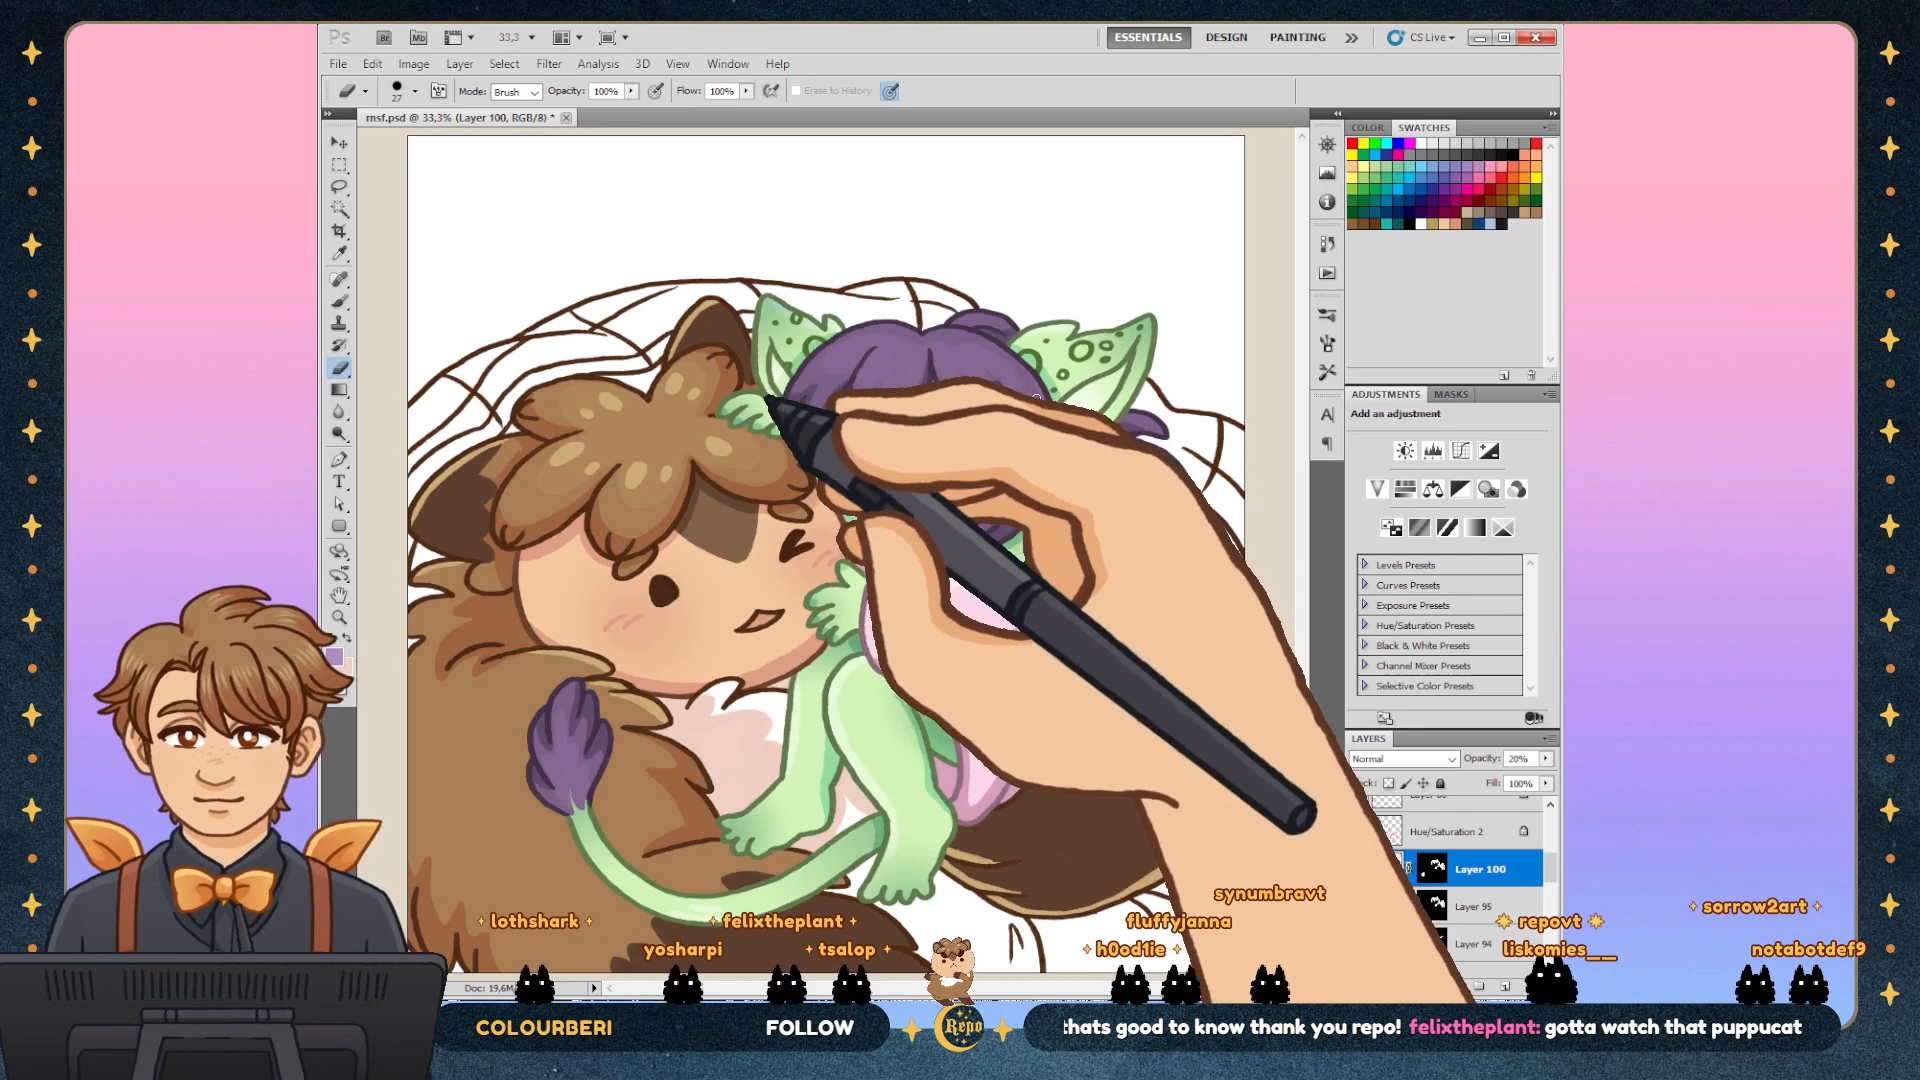 Ps Br Mb 33,3 ESSENTIALS DESIGN PAINTING CS Live
File Edit Image Layer Select Filter Analysis 3D View Window Help
27 Mode: Brush Opacity: 100% Flow: 100% Erase to History
rnsf.psd @ 33,3% (Layer 100, RGB/8) *
COLOR SWATCHES
ADJUSTMENTS MASKS
Add an adjustment
Levels Presets
Curves Presets
Exposure Presets
Hue/Saturation Presets
Black & White Presets
Channel Mixer Presets
Selective Color Presets
LAYERS
Normal Opacity: 20%
Fill: 100%
Hue/Saturation 2
Layer 100
Layer 95
Layer 94
Doc: 19,6M
synumbravt
sorrow2art
lothshark
felixtheplant
fluffyjanna
repovt
yosharpi
tsalop
h0od1ie
liskomies__
notabotdef9
COLOURBERI FOLLOW Repo thats good to know thank you repo! felixtheplant: gotta watch that puppucat